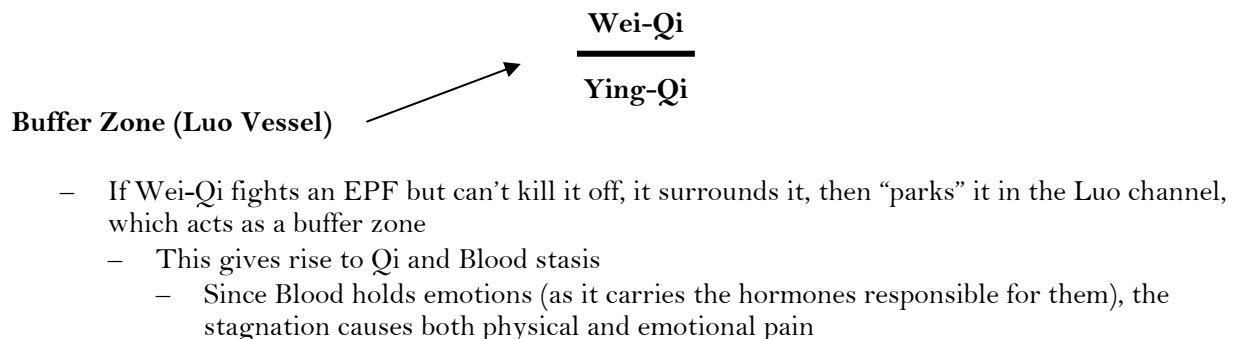 Wei-Qi
Ying-Qi
Buffer Zone (Luo Vessel)
– If Wei-Qi fights an EPF but can’t kill it off, it surrounds it, then “parks” it in the Luo channel,
which acts as a buffer zone
– This gives rise to Qi and Blood stasis
– Since Blood holds emotions (as it carries the hormones responsible for them), the
stagnation causes both physical and emotional pain